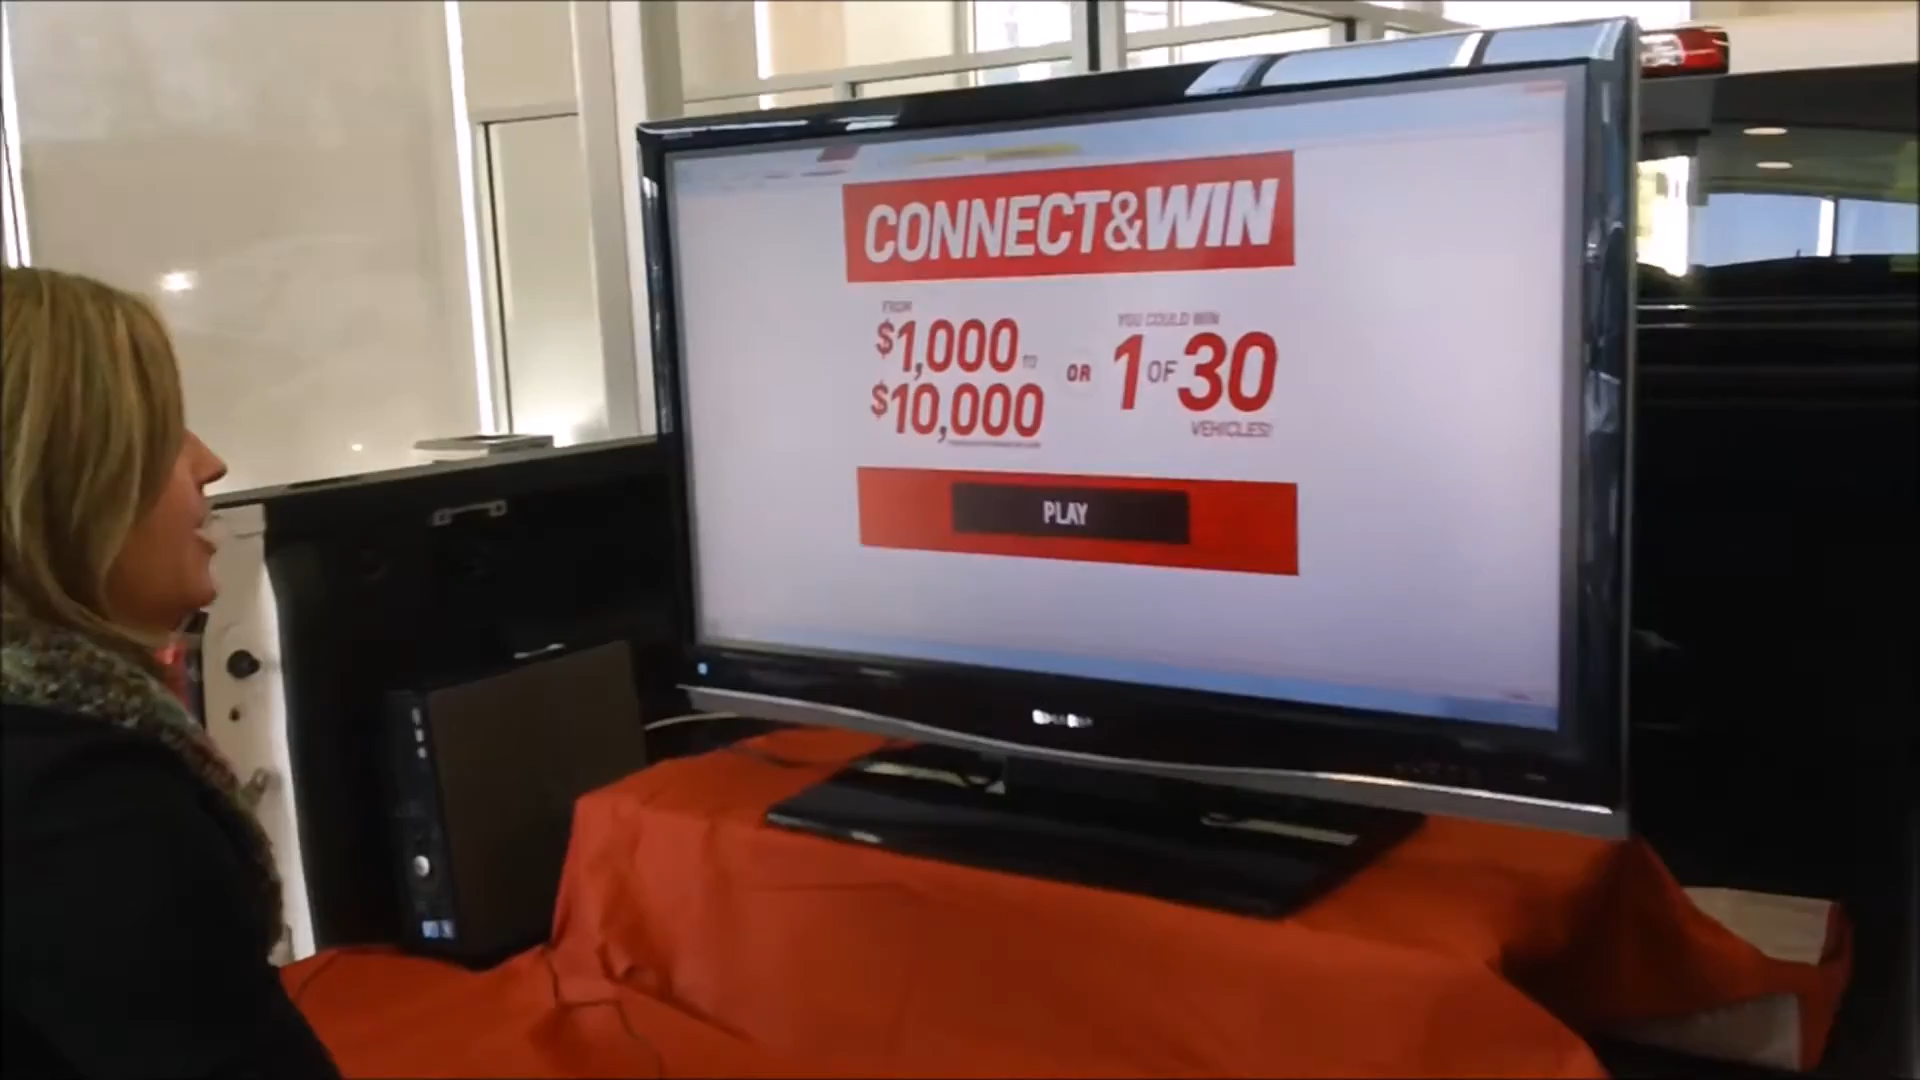 CONNECT&WIN
FROM
$1,000 TO
$10,000
OR
YOU COULD WIN
1 OF 30
VEHICLES!
PLAY